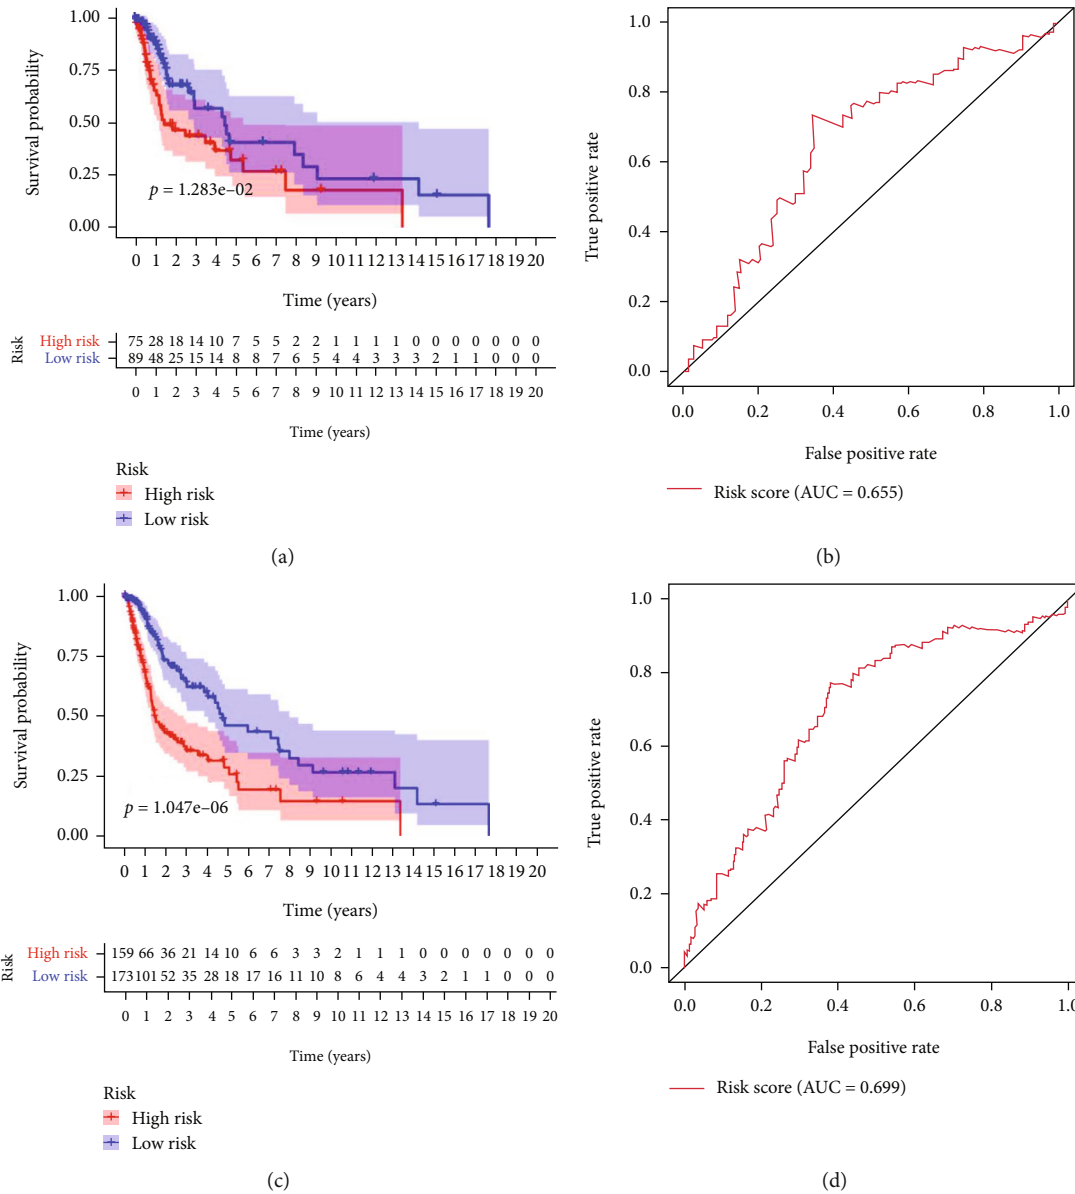 1.00
0.75
0.50
0.25
0.00
Survival probability
p = 1.283e–02
0 1 2 3 4 5 6 7 8 9 10 11 12 13 14 15 16 17 18 19 20
Time (years)
Risk
High risk 75 28 18 14 10 7 5 5 2 2 1 1 1 1 0 0 0 0 0 0 0
Low risk 89 48 25 15 14 8 8 7 6 5 4 4 3 3 3 2 1 1 0 0 0
0 1 2 3 4 5 6 7 8 9 10 11 12 13 14 15 16 17 18 19 20
Time (years)
Risk
High risk
Low risk
(a)
1.0
0.8
0.6
0.4
0.2
0.0
True positive rate
0.0 0.2 0.4 0.6 0.8 1.0
False positive rate
Risk score (AUC = 0.655)
(b)
1.00
0.75
0.50
0.25
0.00
Survival probability
p = 1.047e–06
0 1 2 3 4 5 6 7 8 9 10 11 12 13 14 15 16 17 18 19 20
Time (years)
Risk
High risk 159 66 36 21 14 10 6 6 3 3 2 1 1 1 0 0 0 0 0 0 0
Low risk 173 101 52 35 28 18 17 16 11 10 8 6 4 4 3 2 1 1 0 0 0
0 1 2 3 4 5 6 7 8 9 10 11 12 13 14 15 16 17 18 19 20
Time (years)
Risk
High risk
Low risk
(c)
1.0
0.8
0.6
0.4
0.2
0.0
True positive rate
0.0 0.2 0.4 0.6 0.8 1.0
False positive rate
Risk score (AUC = 0.699)
(d)